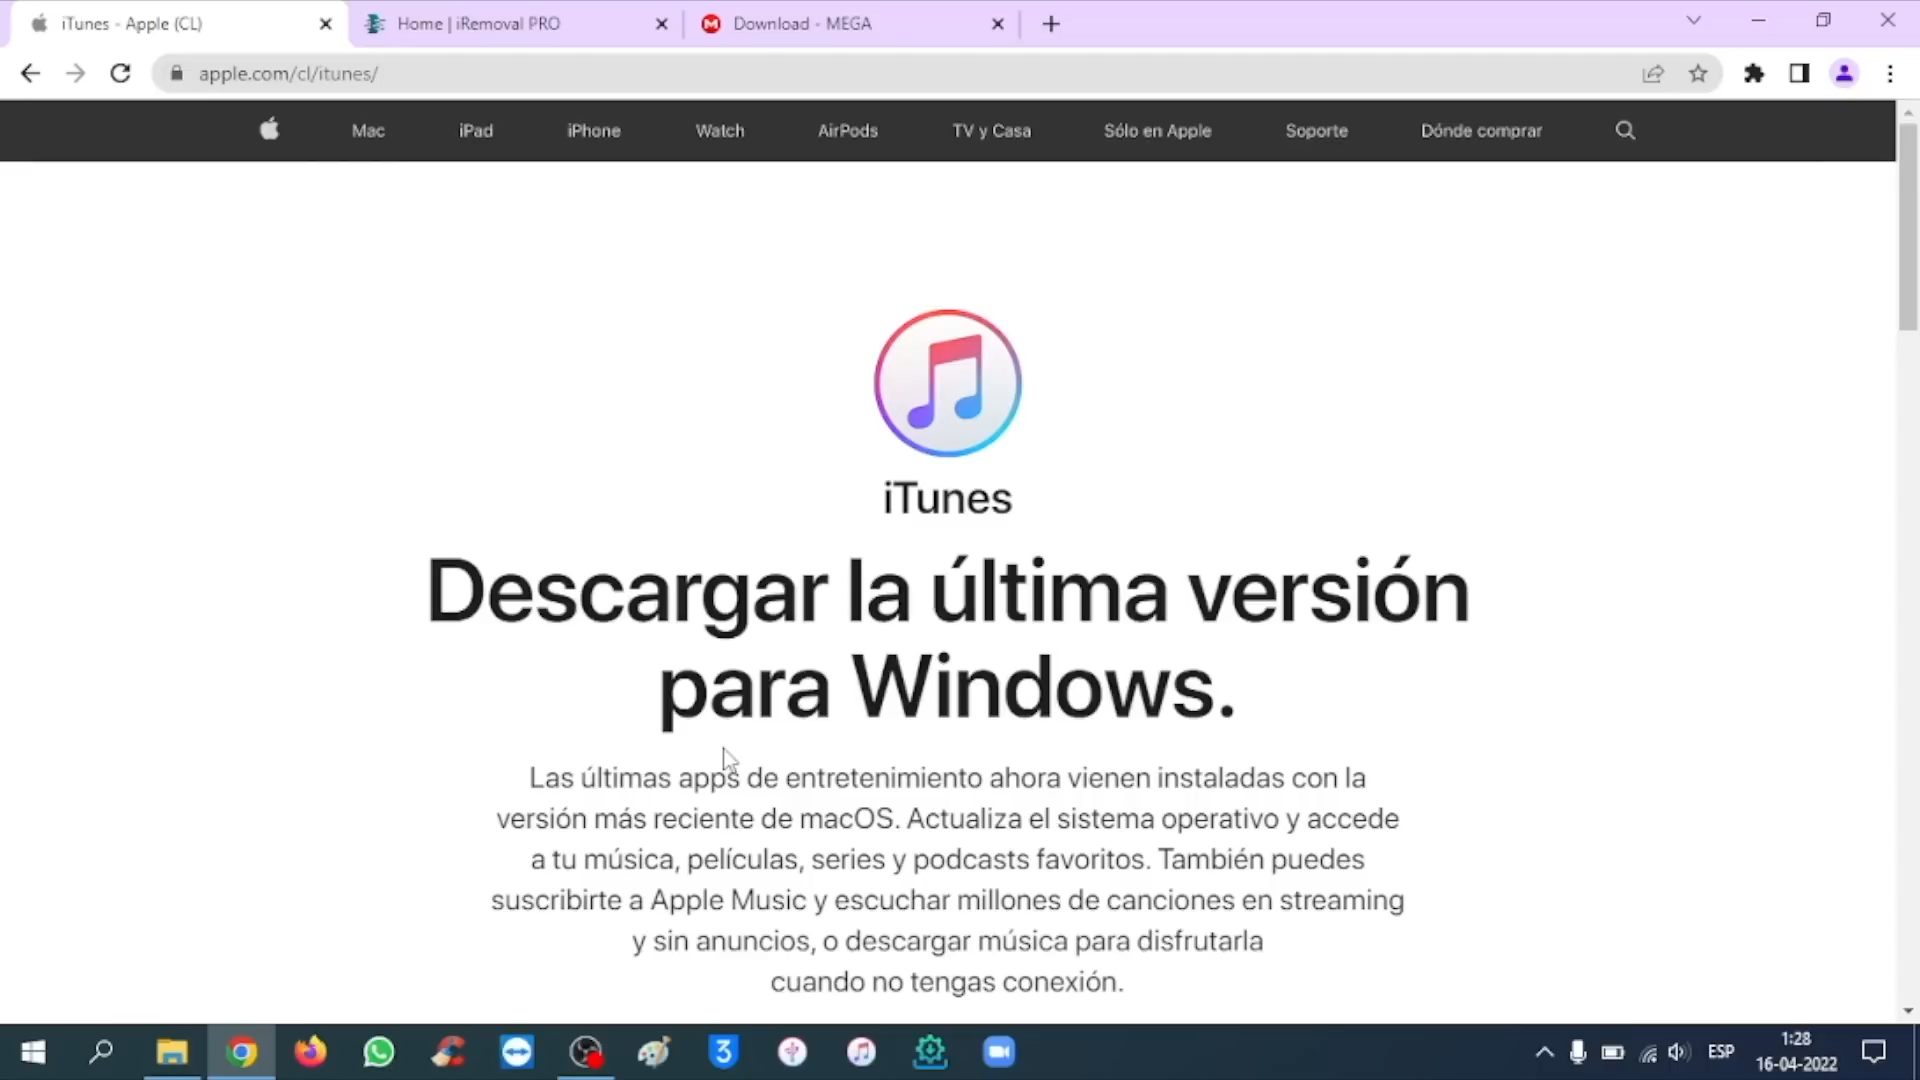 iTunes - Apple (CL)
Home | iRemoval PRO
Download - MEGA
apple.com/cl/itunes/
Mac
iPad
iPhone
Watch
AirPods
TV y Casa
Sólo en Apple
Soporte
Dónde comprar
iTunes
Descargar la última versión
para Windows.
Las últimas apps de entretenimiento ahora vienen instaladas con la
versión más reciente de macOS. Actualiza el sistema operativo y accede
a tu música, películas, series y podcasts favoritos. También puedes
suscribirte a Apple Music y escuchar millones de canciones en streaming
y sin anuncios, o descargar música para disfrutarla
cuando no tengas conexión.
3
ESP
1:28
16-04-2022